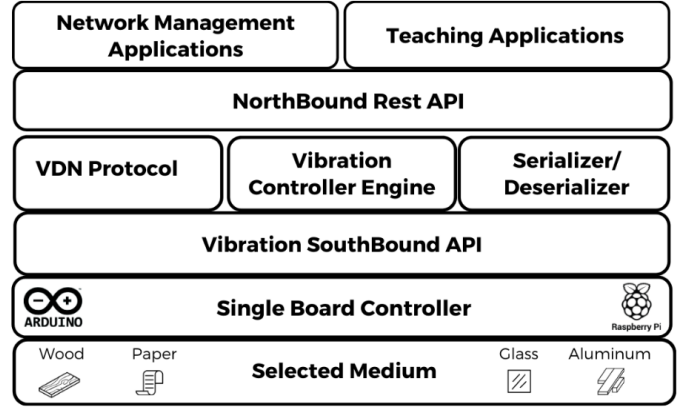 Network Management
Applications
Teaching Applications
NorthBound Rest API
VDN Protocol
Vibration
Controller Engine
Serializer/
Deserializer
Vibration SouthBound API
ARDUINO
Single Board Controller
Raspberry Pi
Wood
Paper
Selected Medium
Glass
Aluminum